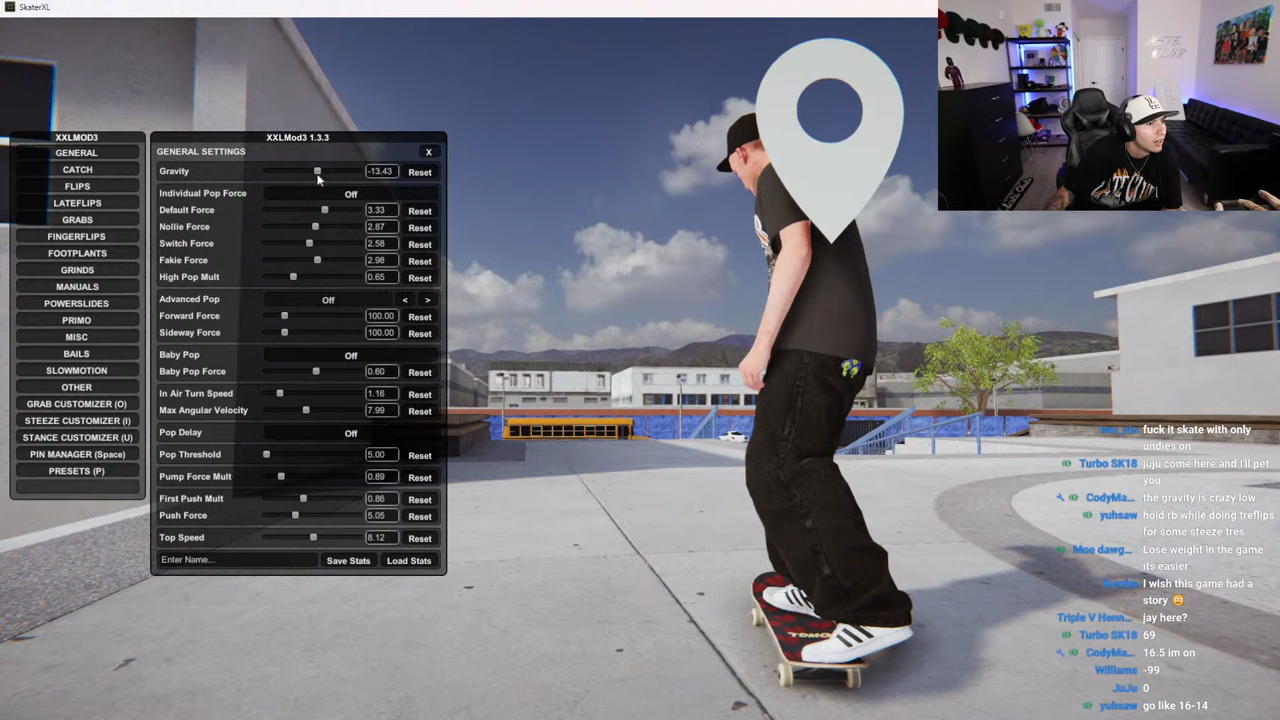 SkaterXL
XXLMOD3
GENERAL
CATCH
FLIPS
LATEFLIPS
GRABS
FINGERFLIPS
FOOTPLANTS
GRINDS
MANUALS
POWERSLIDES
PRIMO
MISC
BAILS
SLOWMOTION
OTHER
GRAB CUSTOMIZER (O)
STEEZE CUSTOMIZER (I)
STANCE CUSTOMIZER (U)
PIN MANAGER (Space)
PRESETS (P)
XXLMod3 1.3.3
GENERAL SETTINGS X
Gravity -13.43 Reset
Individual Pop Force Off
Default Force 3.33 Reset
Nollie Force 2.87 Reset
Switch Force 2.58 Reset
Fakie Force 2.98 Reset
High Pop Mult 0.65 Reset
Advanced Pop Off < >
Forward Force 100.00 Reset
Sideway Force 100.00 Reset
Baby Pop Off
Baby Pop Force 0.60 Reset
In Air Turn Speed 1.16 Reset
Max Angular Velocity 7.99 Reset
Pop Delay Off
Pop Threshold 5.00 Reset
Pump Force Mult 0.89 Reset
First Push Mult 0.86 Reset
Push Force 5.05 Reset
Top Speed 8.12 Reset
Enter Name... Save Stats Load Stats
fuck it skate with only
undies on
Turbo SK18 juju come here and I'll pet
you
CodyMa... the gravity is crazy low
yuhsaw hold rb while doing treflips
for some steeze tres
Moe dawg... Lose weight in the game
its easier
I wish this game had a
story 😳
Triple V Henn... jay here?
Turbo SK18 69
CodyMa... 16.5 im on
Williams -99
JuJu 0
yuhsaw go like 16-14